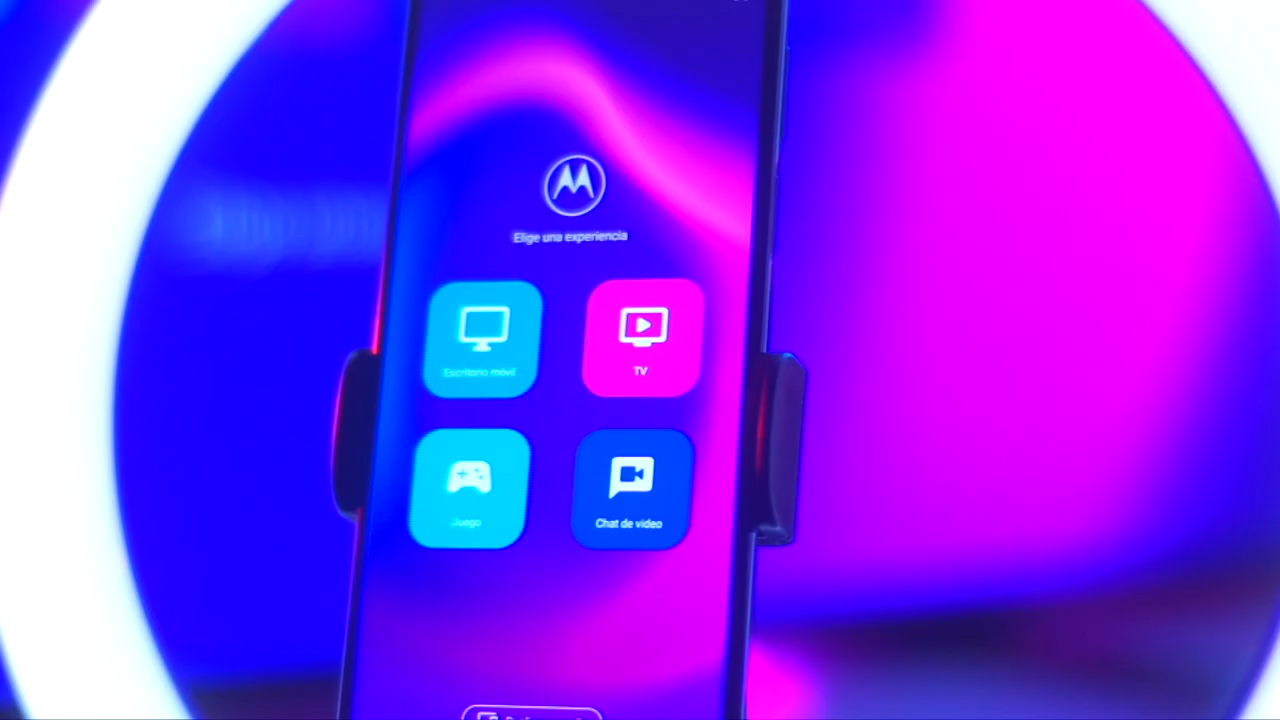 Elige una experiencia
Escritorio móvil
TV
Juego
Chat de video